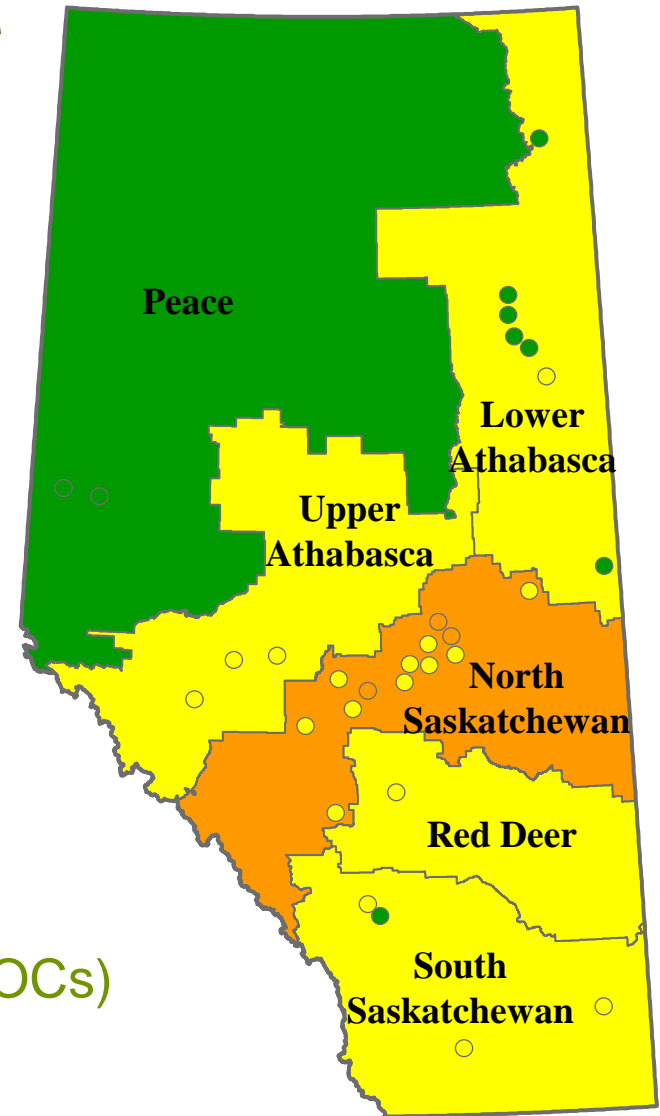 Peace
Lower
Athabasca
Upper
Athabasca
North
Saskatchewan
Red Deer
OCs)
South
Saskatchewan